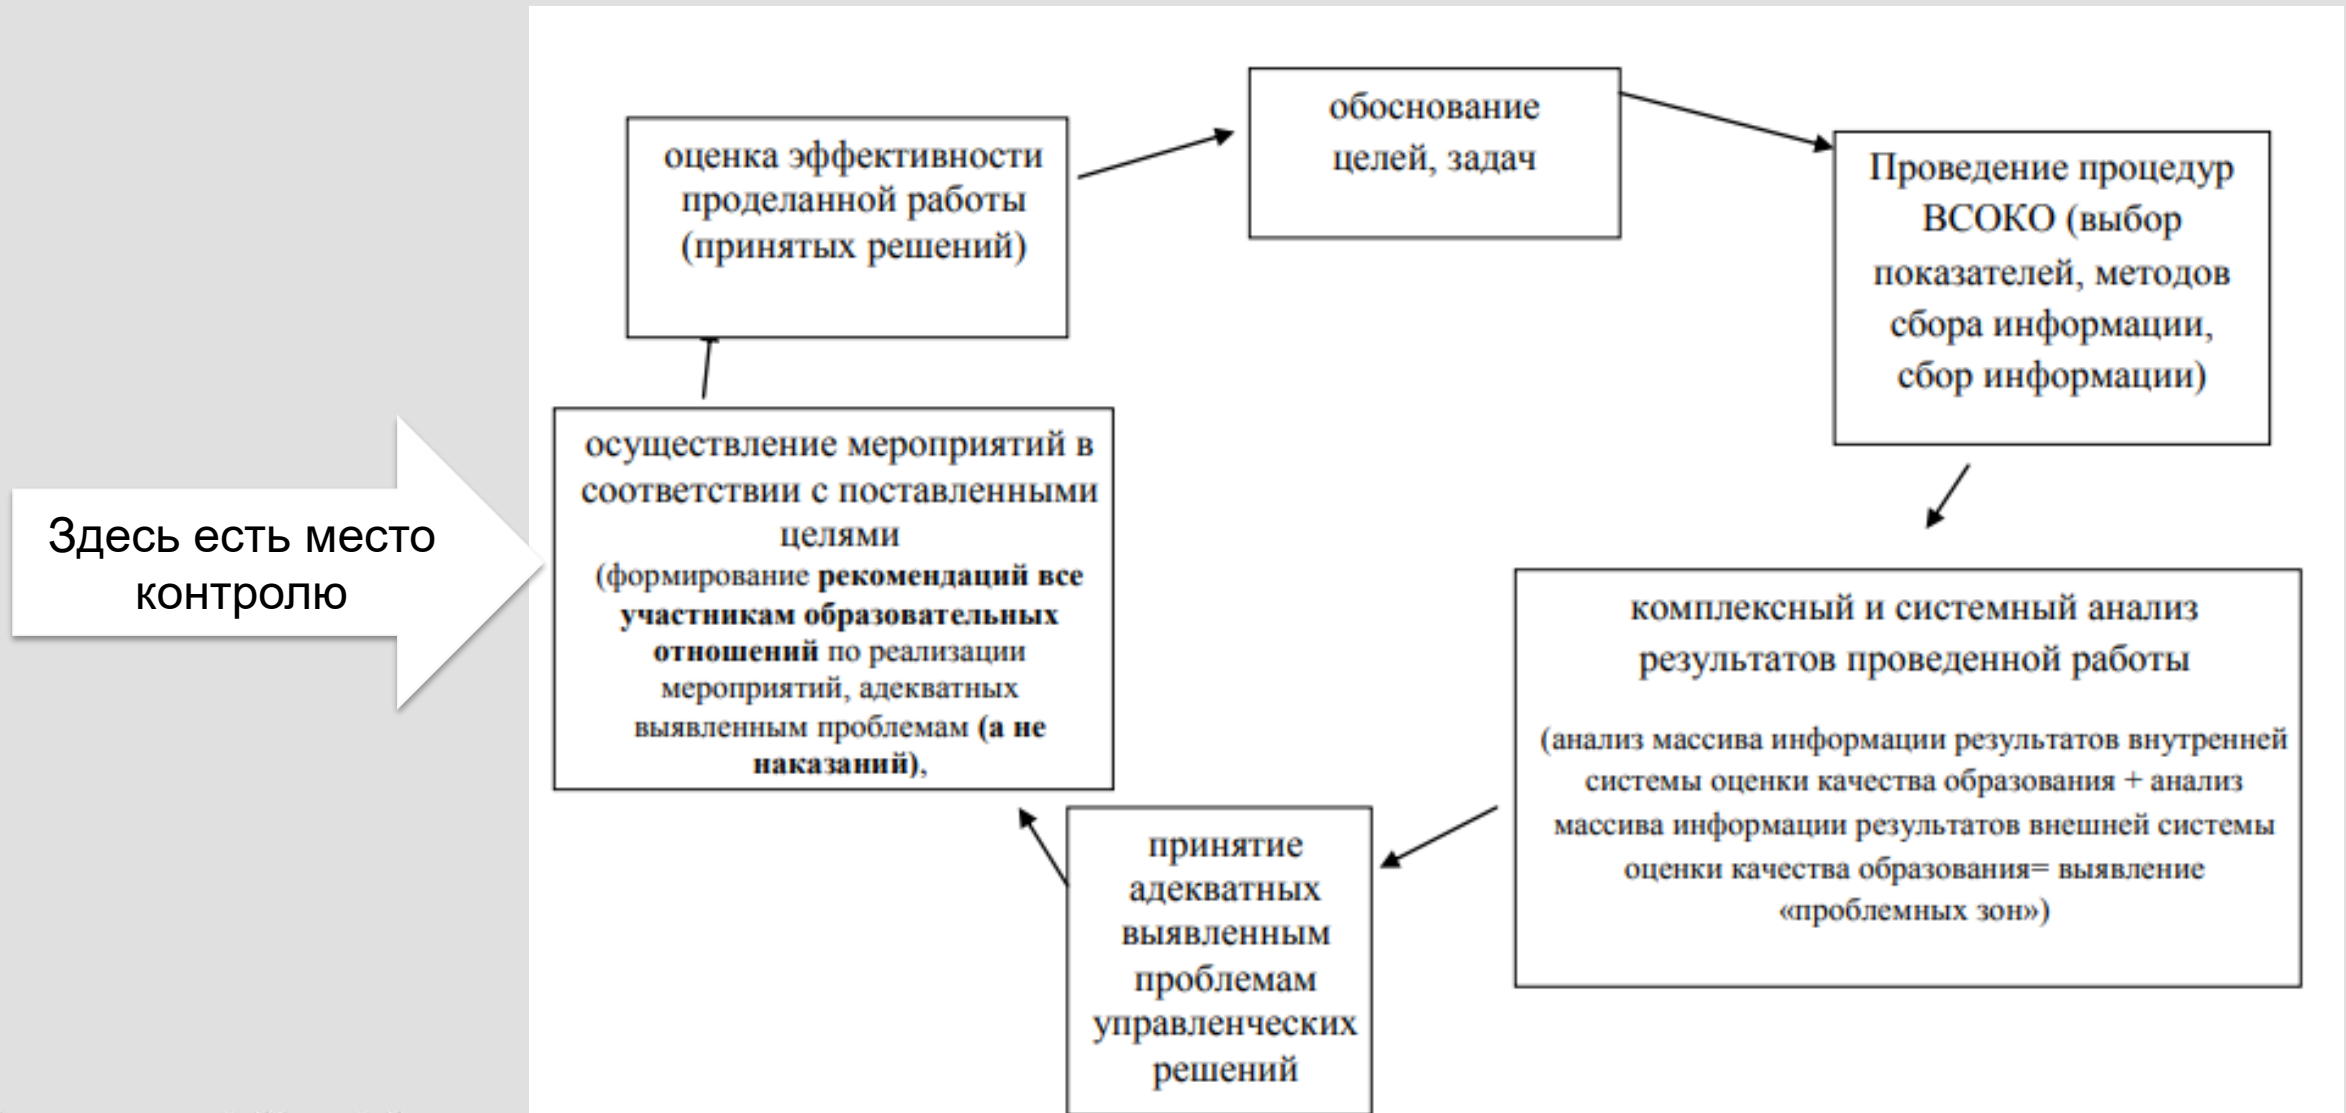 обоснование
целей, задач
оценка эффективности
проделанной работы
(принятых решений)
Проведение процедур
ВСОКО (выбор
показателей, методов
сбора информации,
сбор информации)
Здесь есть место
контролю
осуществление мероприятий в
соответствии с поставленными
целями
(формирование рекомендаций все
участникам образовательных
отношений по реализации
мероприятий, адекватных
выявленным проблемам (а не
наказаний),
комплексный и системный анализ
результатов проведенной работы
(анализ массива информации результатов внутренней
системы оценки качества образования + анализ
массива информации результатов внешней системы
оценки качества образования= выявление
«проблемных зон»)
принятие
адекватных
выявленным
проблемам
управленческих
решений